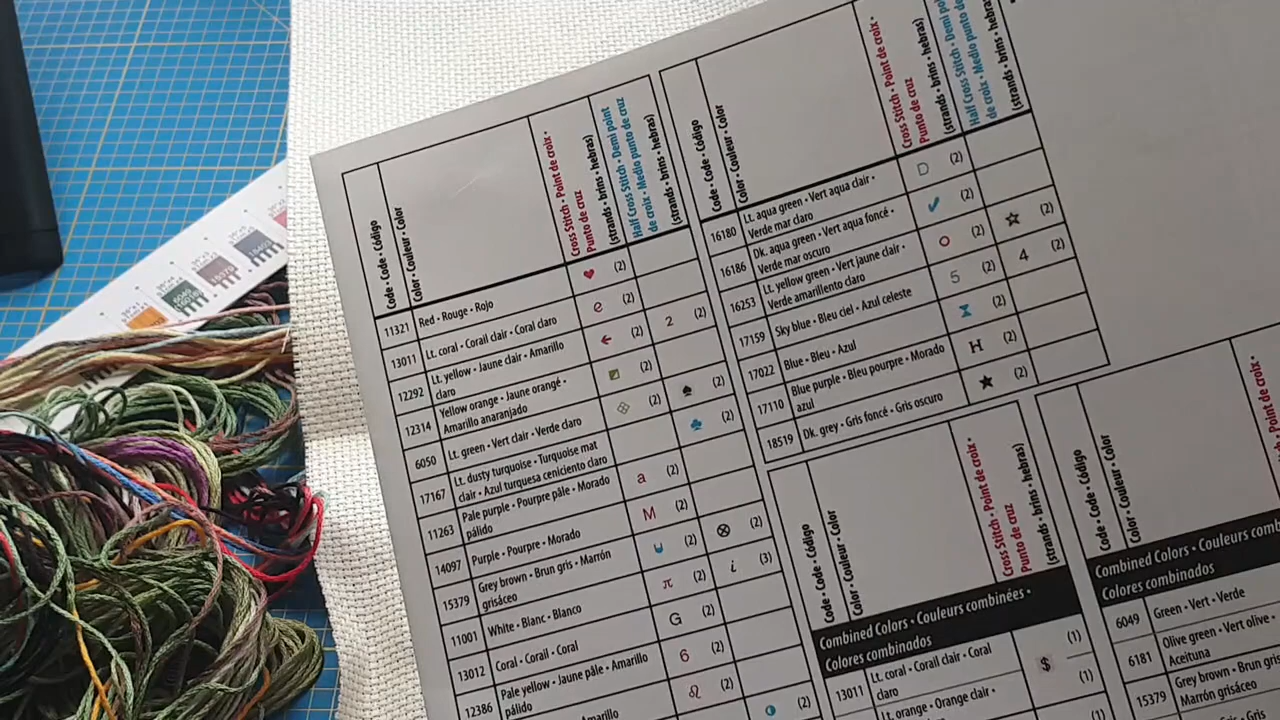 Code • Code • Código
Color • Couleur • Color
Cross Stitch • Point de croix •
Punto de cruz
(strands • brins • hebras)
Half Cross Stitch • Demi point
de croix • Medio punto de cruz
(strands • brins • hebras)
11321 Red • Rouge • Rojo (2)
13011 Lt. coral • Corail clair • Coral claro e (2)
12292 Lt. yellow • Jaune clair • Amarillo
claro (2) 2 (2)
12314 Yellow orange • Jaune orangé •
Amarillo anaranjado (2)
6050 Lt. green • Vert clair • Verde claro (2) (2)
17167 Lt. dusty turquoise • Turquoise mat
clair • Azul turquesa ceniciento claro (2)
11263 Pale purple • Pourpre pâle • Morado
pálido a (2)
14097 Purple • Pourpre • Morado M (2)
15379 Grey brown • Brun gris • Marrón
grisáceo (2) (2)
11001 White • Blanc • Blanco π (2) i (3)
13012 Coral • Corail • Coral G (2)
12386 Pale yellow • Jaune pâle • Amarillo
pálido 6 (2)
Amarillo (2)
(2)
Code • Code • Código
Color • Couleur • Color
Cross Stitch • Point de croix •
Punto de cruz
(strands • brins • hebras)
Half Cross Stitch • Demi
de croix • Medio punto de
(strands • brins • hebras)
16180 Lt. aqua green • Vert aqua clair •
Verde mar claro D (2)
16186 Dk. aqua green • Vert aqua foncé •
Verde mar oscuro (2)
16253 Lt. yellow green • Vert jaune clair •
Verde amarillento claro (2) (2)
17159 Sky blue • Bleu ciel • Azul celeste 5 (2) 4 (2)
17022 Blue • Bleu • Azul (2)
17110 Blue purple • Bleu pourpre • Morado
azul H (2)
18519 Dk. grey • Gris foncé • Gris oscuro (2)
Code • Code • Código
Color • Couleur • Color
Cross Stitch • Point de croix •
Punto de cruz
(strands • brins • hebras)
Combined Colors • Couleurs combinées •
Colores combinados
13011 Lt. coral • Corail clair • Coral
claro $ (1)
Lt. orange • Orange clair • (1)
Code • Code • Código
Color • Couleur • Color
• Point de croix •
Combined Colors • Couleurs comb
Colores combinados
6049 Green • Vert • Verde
6181 Olive green • Vert olive •
Aceituna
15379 Grey brown • Brun gris
Marrón grisáceo